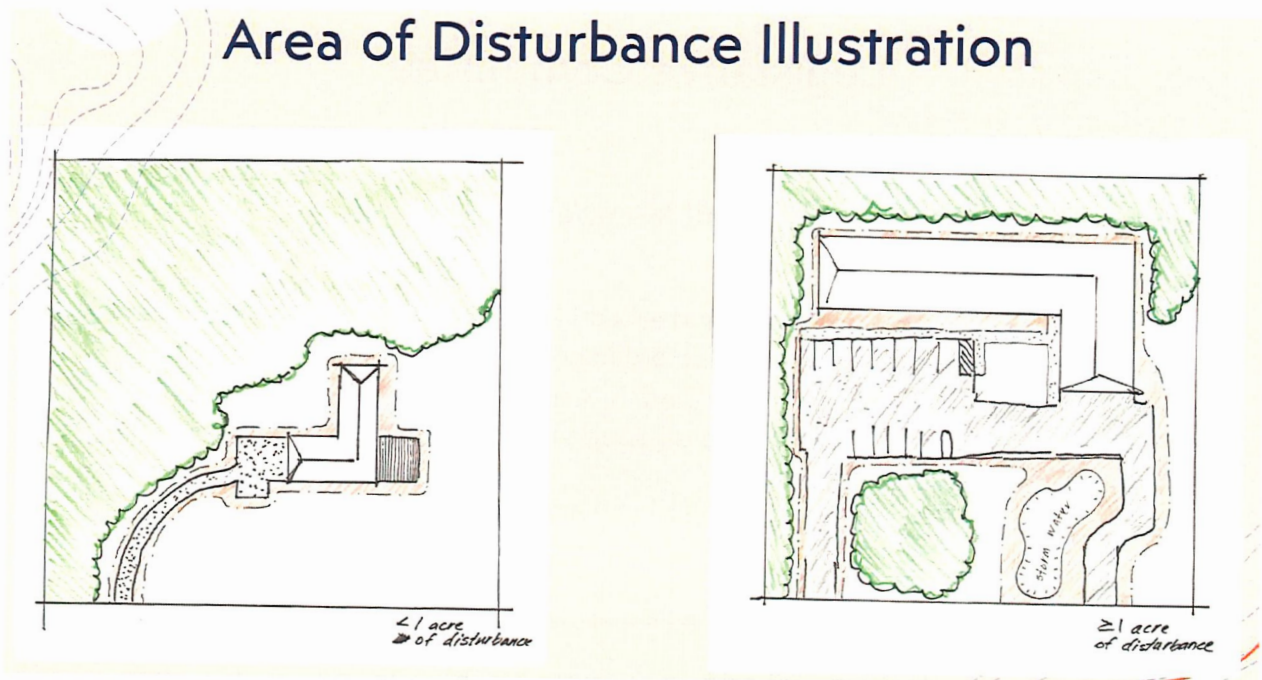 Area of Disturbance Illustration
< 1 acre
of disturbance
storm water
≥ 1 acre
of disturbance